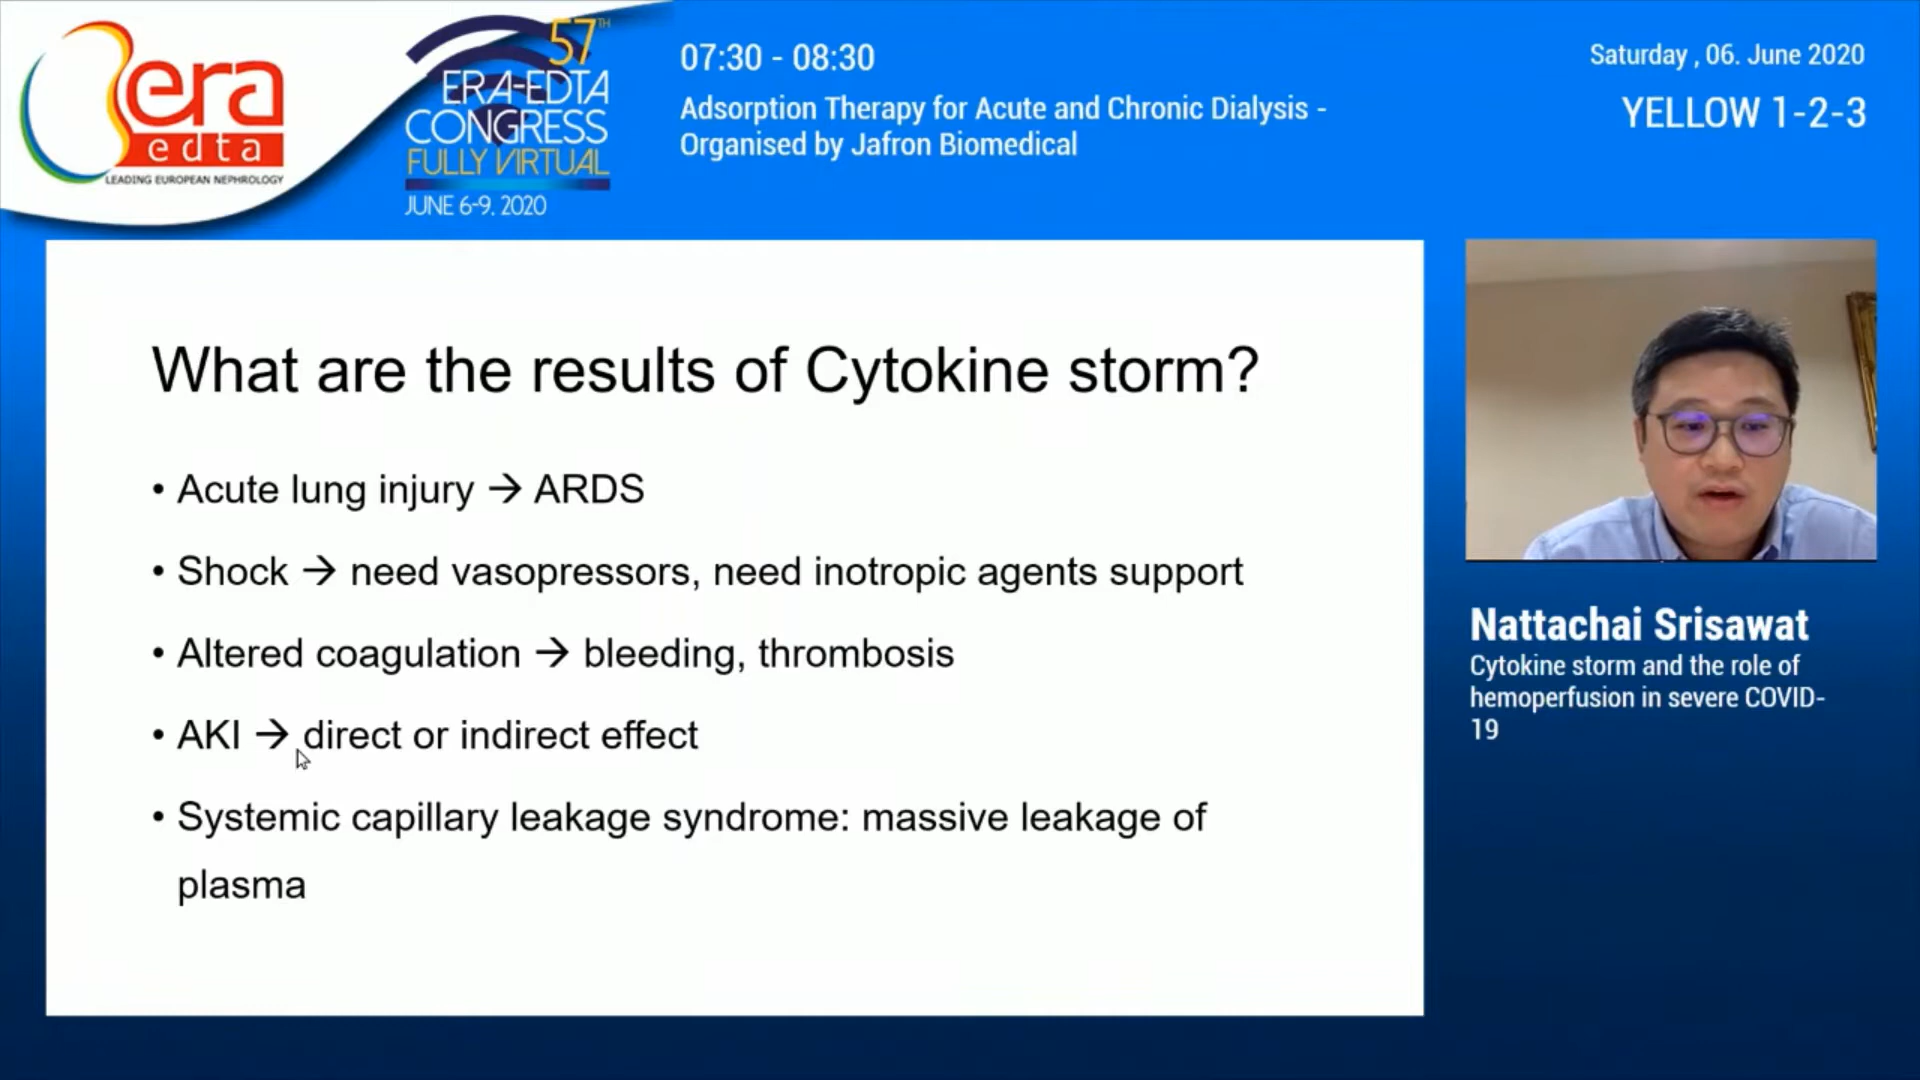 era
edta
LEADING EUROPEAN NEPHROLOGY
57TH
ERA-EDTA
CONGRESS
FULLY VIRTUAL
JUNE 6-9, 2020
07:30 - 08:30
Adsorption Therapy for Acute and Chronic Dialysis -
Organised by Jafron Biomedical
Saturday , 06. June 2020
YELLOW 1-2-3
What are the results of Cytokine storm?
• Acute lung injury → ARDS
• Shock → need vasopressors, need inotropic agents support
• Altered coagulation → bleeding, thrombosis
• AKI → direct or indirect effect
• Systemic capillary leakage syndrome: massive leakage of
plasma
Nattachai Srisawat
Cytokine storm and the role of
hemoperfusion in severe COVID-
19